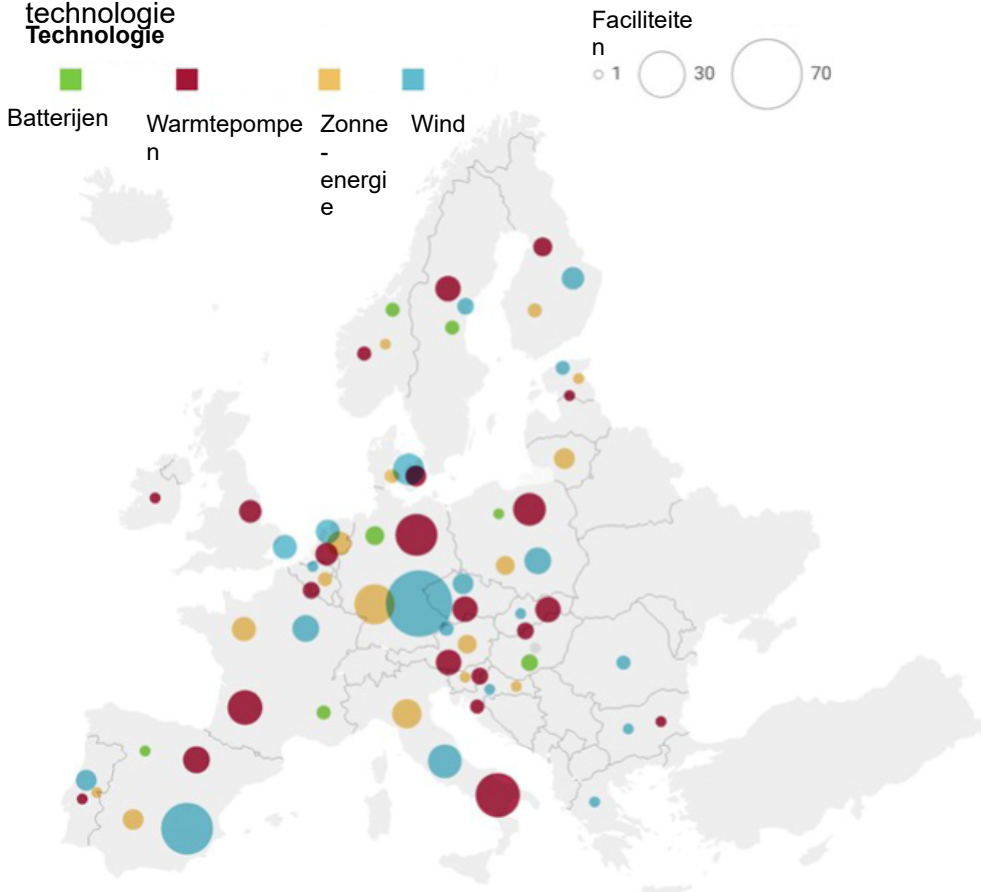 technologie
Technologie
Faciliteite
n
1
30
70
Batterijen
Warmtepompe
n
Zonne
-
energi
e
Wind